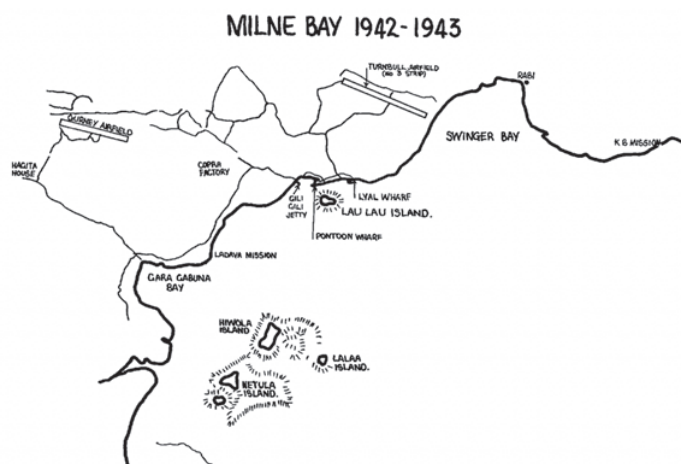 MILNE BAY 1942-1943
TURNBULL AIRFIELD
(NO 3 STRIP)
RABI
GURNEY AIRFIELD
SWINGER BAY
K.B. MISSION
HAGITA
HOUSE
COPRA
FACTORY
GILI
GILI
JETTY
LYAL WHARF
LAU LAU ISLAND.
PONTOON WHARF
LADAVA MISSION
GARA GABUNA
BAY
HIWOLA
ISLAND
LALAA
ISLAND.
NETULA
ISLAND.